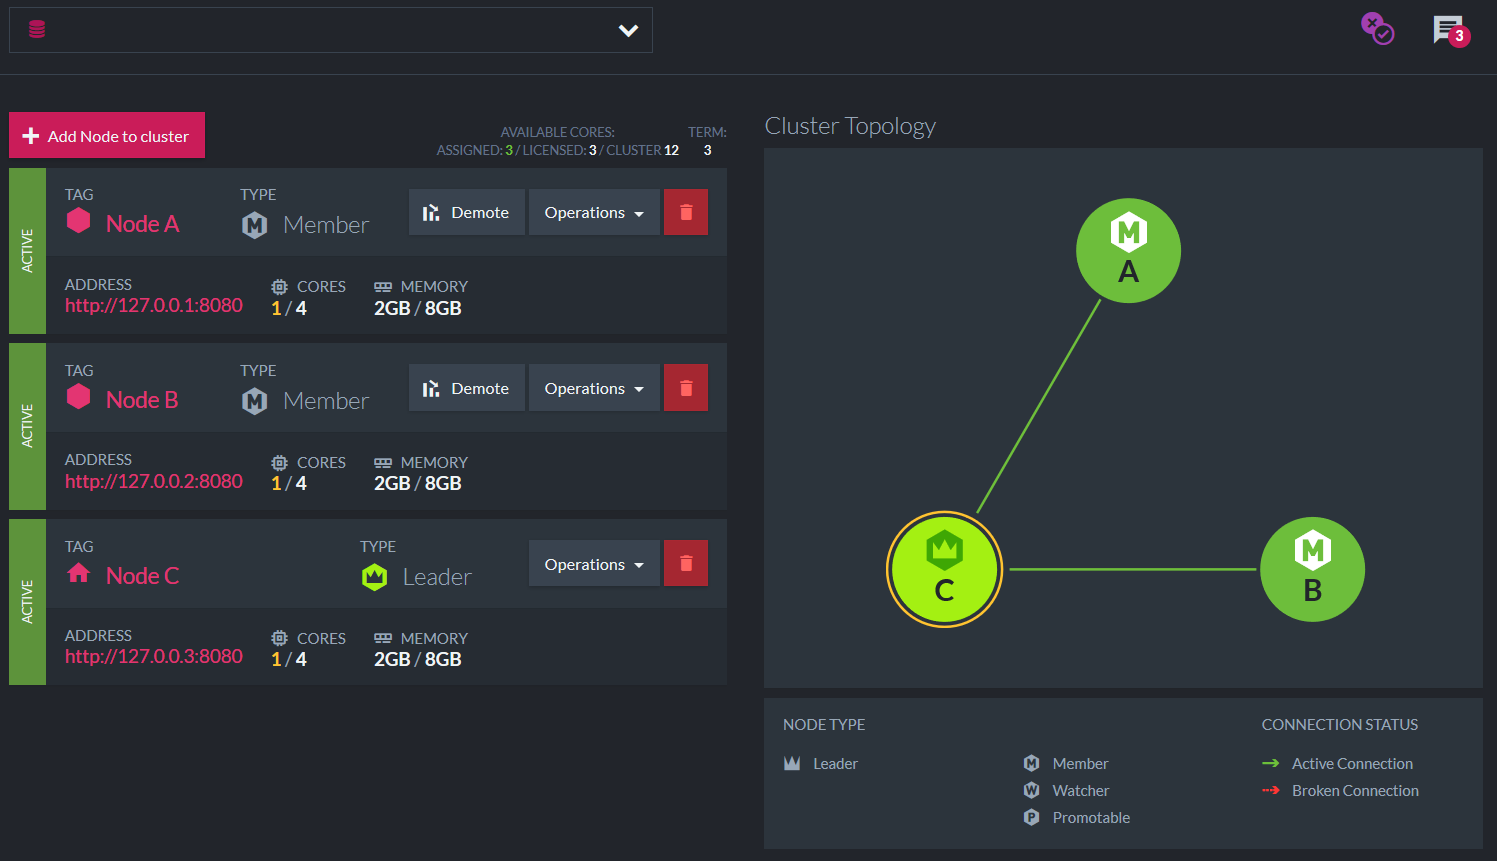 3
Add Node to cluster
AVAILABLE CORES:
TERM:
ASSIGNED: 3 / LICENSED: 3 / CLUSTER 12
3
ACTIVE
TAG
Node A
TYPE
M Member
Demote
Operations
ADDRESS
http://127.0.0.1:8080
CORES
1 / 4
MEMORY
2GB / 8GB
ACTIVE
TAG
Node B
TYPE
M Member
Demote
Operations
ADDRESS
http://127.0.0.2:8080
CORES
1 / 4
MEMORY
2GB / 8GB
ACTIVE
TAG
Node C
TYPE
Leader
Operations
ADDRESS
http://127.0.0.3:8080
CORES
1 / 4
MEMORY
2GB / 8GB
Cluster Topology
M
A
C
M
B
NODE TYPE
Leader
M Member
W Watcher
P Promotable
CONNECTION STATUS
Active Connection
Broken Connection